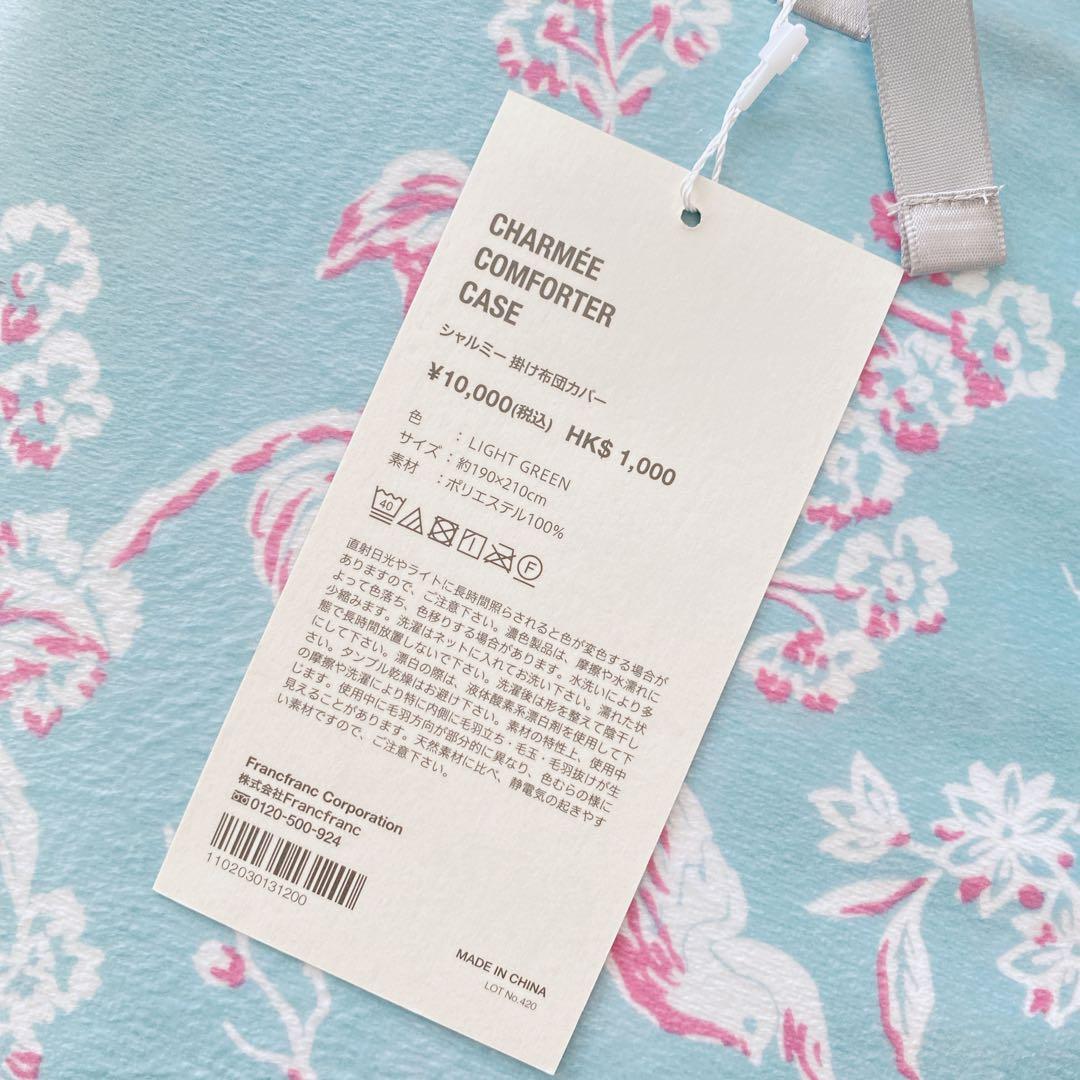 CHARMÉE
COMFORTER
CASE
シャルミー 掛け布団カバー
¥10,000(税込) HK$ 1,000
色 : LIGHT GREEN
サイズ : 約190×210cm
素材 : ポリエステル100%
40 F
直射日光やライトに長時間照らされると色が変色する場合が
ありますので、ご注意下さい。濃色製品は、摩擦や水濡れに
よって色落ち、色移りする場合があります。水洗いにより多
少縮みます。洗濯はネットに入れてお洗い下さい。濡れた状
態で長時間放置しないで下さい。洗濯後は形を整えて陰干し
にして下さい。漂白の際は、液体酸素系漂白剤を使用して下
さい。タンブル乾燥はお避け下さい。素材の特性上、使用中
の摩擦や洗濯により特に内側に毛羽立ち・毛玉・毛羽抜けが生
じます。使用中に毛羽方向が部分的に異なり、色むらの様に
見えることがあります。天然素材に比べ、静電気の起きやす
い素材ですので、ご注意下さい。
Francfranc Corporation
株式会社Francfranc
0120-500-924
1102030131200
MADE IN CHINA
LOT No.420